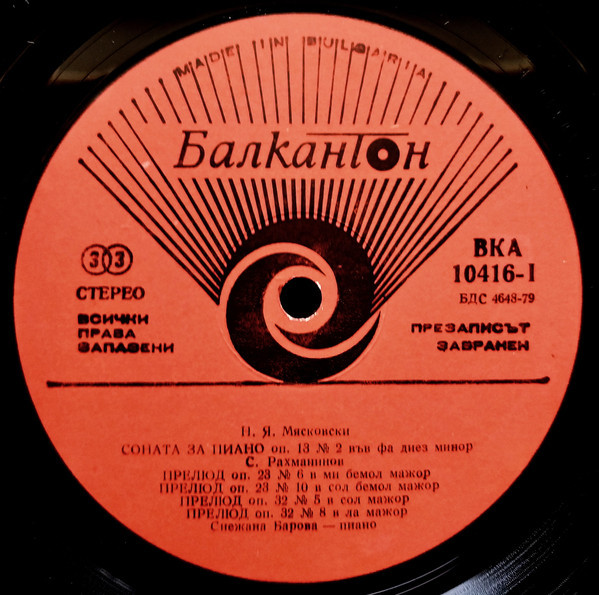 MADE IN BULGARIA
Балкантон
33
СТЕРЕО
ВСИЧКИ
ПРАВА
ЗАПАЗЕНИ
ВКА
10416-I
БДС 4648-79
ПРЕЗАПИСЪТ
ЗАБРАНЕН
Н. Я. Мясковски
СОНАТА ЗА ПИАНО оп. 13 № 2 във фа диез минор
С. Рахманинов
ПРЕЛЮД оп. 23 № 6 в ми бемол мажор
ПРЕЛЮД оп. 23 № 10 в сол бемол мажор
ПРЕЛЮД оп. 32 № 5 в сол мажор
ПРЕЛЮД оп. 32 № 8 в ла мажор
Снежана Барова — пиано